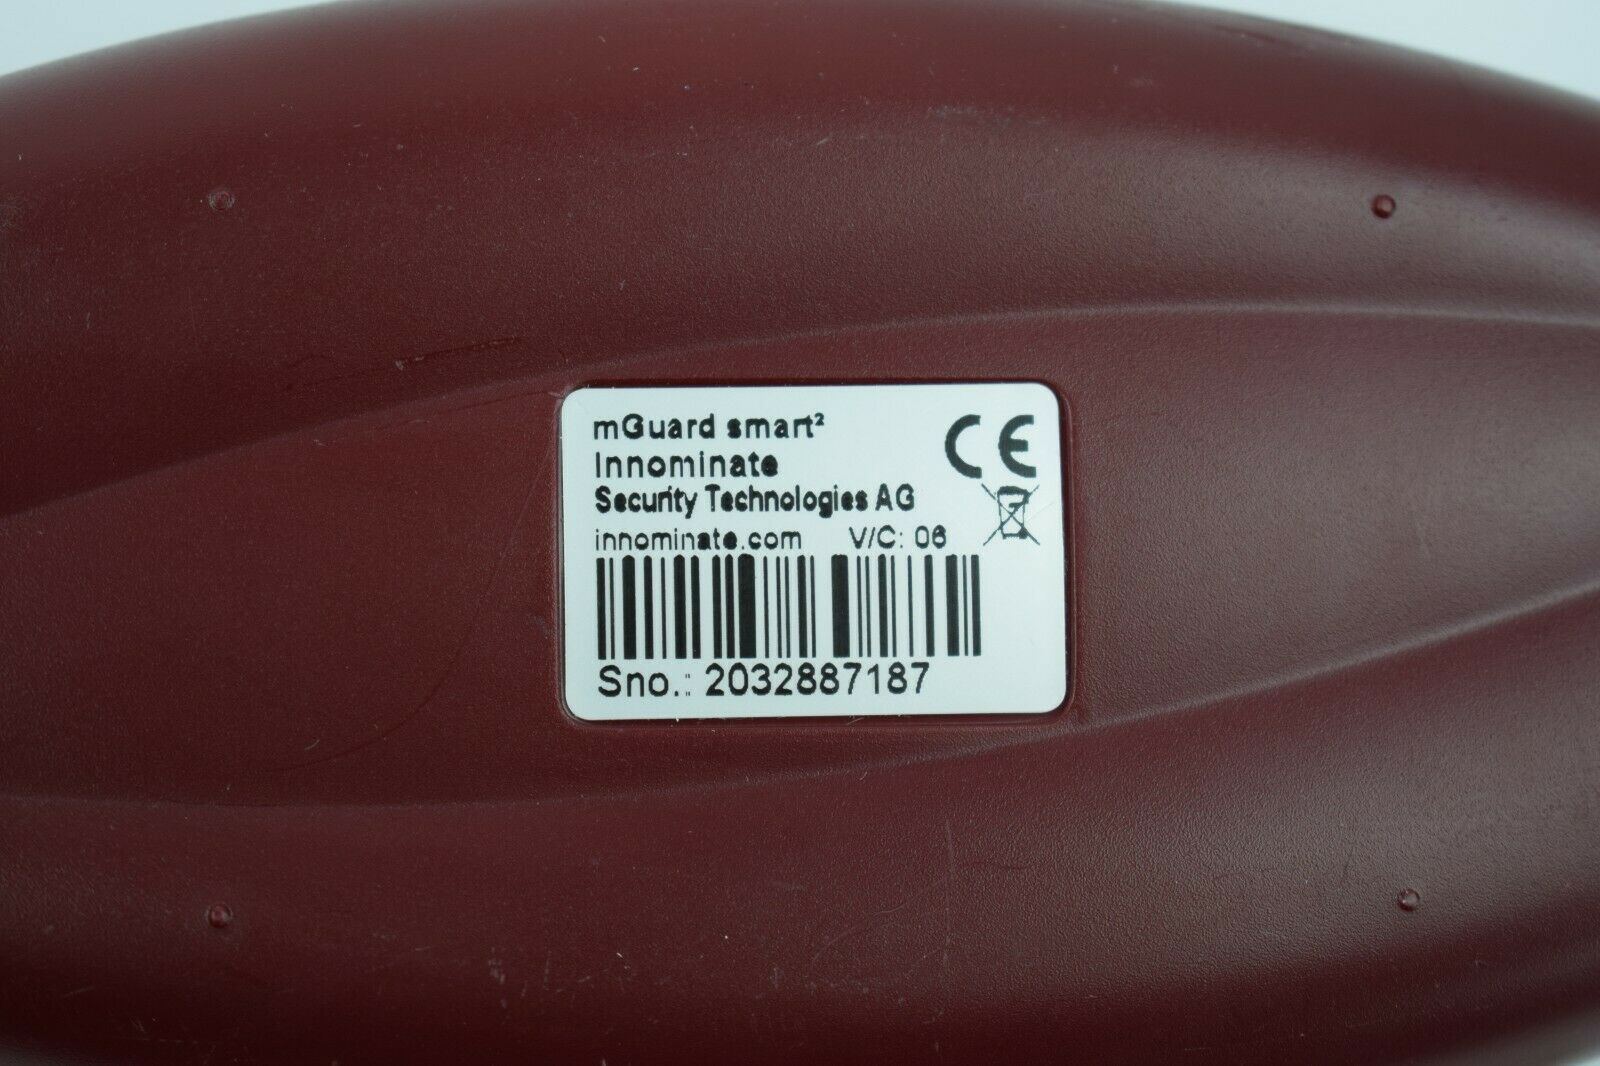 mGuard smart²
CE
Innominate
Security Technologies AG
innominate.com V/C: 06
Sno.: 2032887187